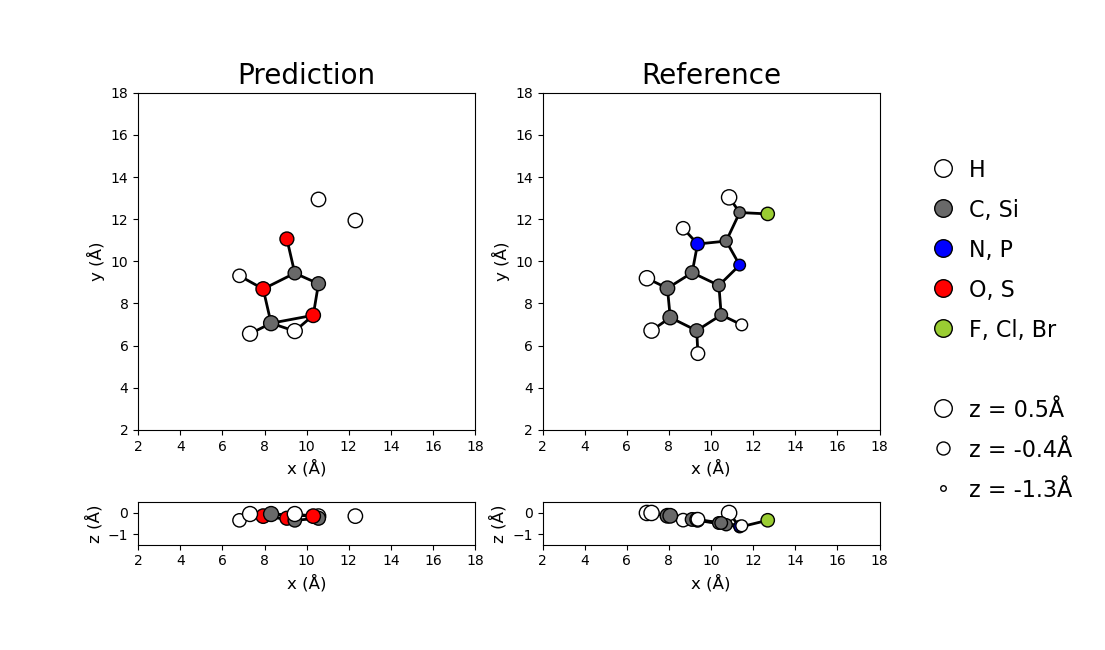 Prediction
Reference
18
16
14
12
10
8
6
4
2
y (Å)
2 4 6 8 10 12 14 16 18
x (Å)
18
16
14
12
10
8
6
4
2
y (Å)
2 4 6 8 10 12 14 16 18
x (Å)
0
−1
z (Å)
2 4 6 8 10 12 14 16 18
x (Å)
0
−1
z (Å)
2 4 6 8 10 12 14 16 18
x (Å)
H
C, Si
N, P
O, S
F, Cl, Br
z = 0.5Å
z = -0.4Å
z = -1.3Å